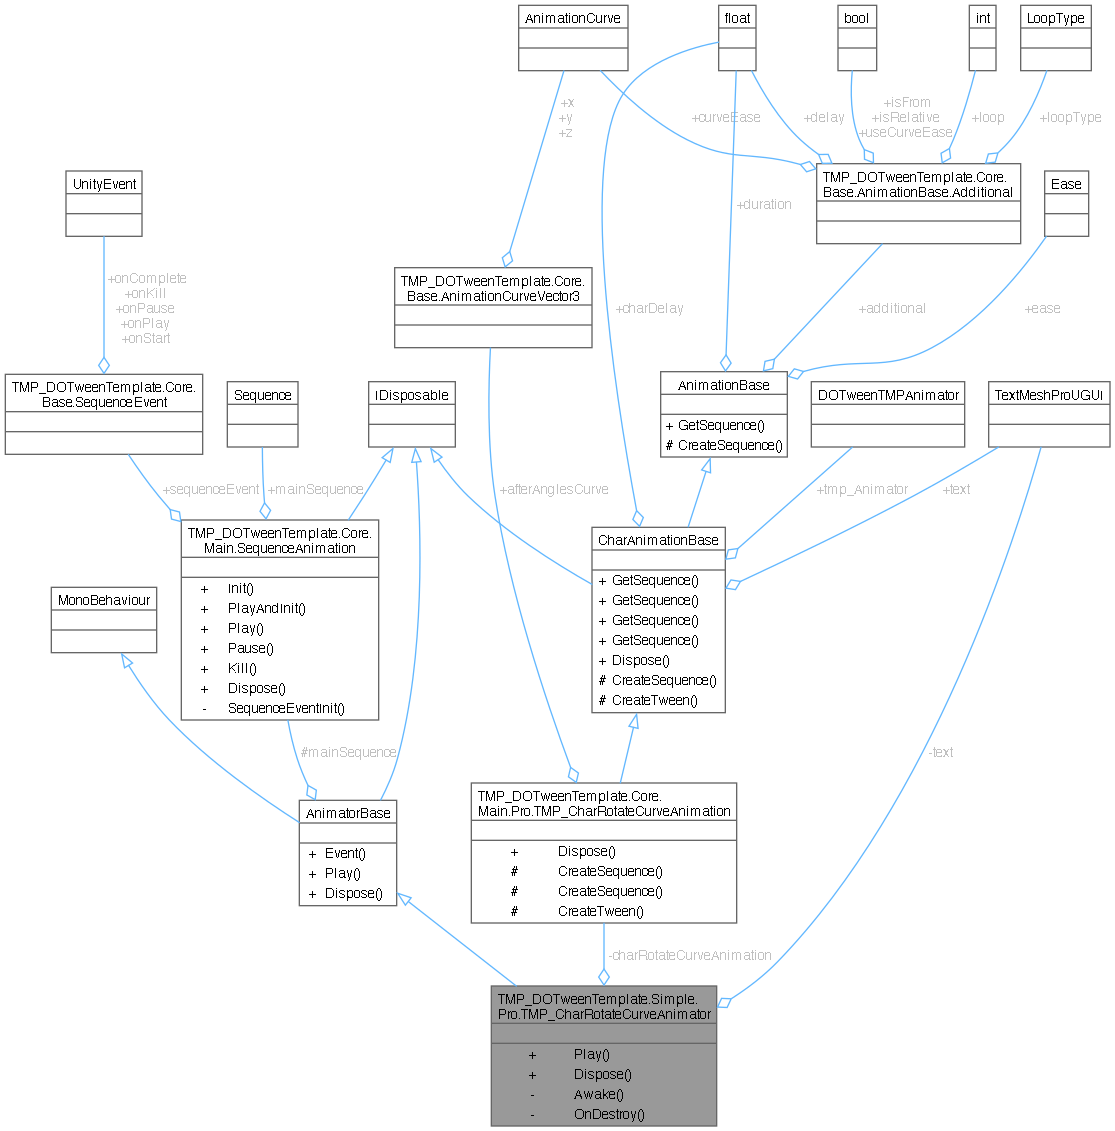 AnimationCurve
float
bool
int
LoopType
+x
+y
+z
+curveEase
+delay
+isFrom
+isRelative
+useCurveEase
+loop
+loopType
UnityEvent
TMP_DOTweenTemplate.Core.
Base.AnimationBase.Additional
Ease
+duration
+onComplete
+onKill
+onPause
+onPlay
+onStart
TMP_DOTweenTemplate.Core.
Base.AnimationCurveVector3
+charDelay
+additional
+ease
TMP_DOTweenTemplate.Core.
Base.SequenceEvent
Sequence
IDisposable
AnimationBase
+ GetSequence()
# CreateSequence()
DOTweenTMPAnimator
TextMeshProUGUI
+sequenceEvent
+mainSequence
+afterAnglesCurve
+tmp_Animator
+text
TMP_DOTweenTemplate.Core.
Main.SequenceAnimation
+ Init()
+ PlayAndInit()
+ Play()
+ Pause()
+ Kill()
+ Dispose()
- SequenceEventInit()
CharAnimationBase
+ GetSequence()
+ GetSequence()
+ GetSequence()
+ GetSequence()
+ Dispose()
# CreateSequence()
# CreateTween()
MonoBehaviour
#mainSequence
-text
AnimatorBase
+ Event()
+ Play()
+ Dispose()
TMP_DOTweenTemplate.Core.
Main.Pro.TMP_CharRotateCurveAnimation
+ Dispose()
# CreateSequence()
# CreateSequence()
# CreateTween()
-charRotateCurveAnimation
TMP_DOTweenTemplate.Simple.
Pro.TMP_CharRotateCurveAnimator
+ Play()
+ Dispose()
- Awake()
- OnDestroy()